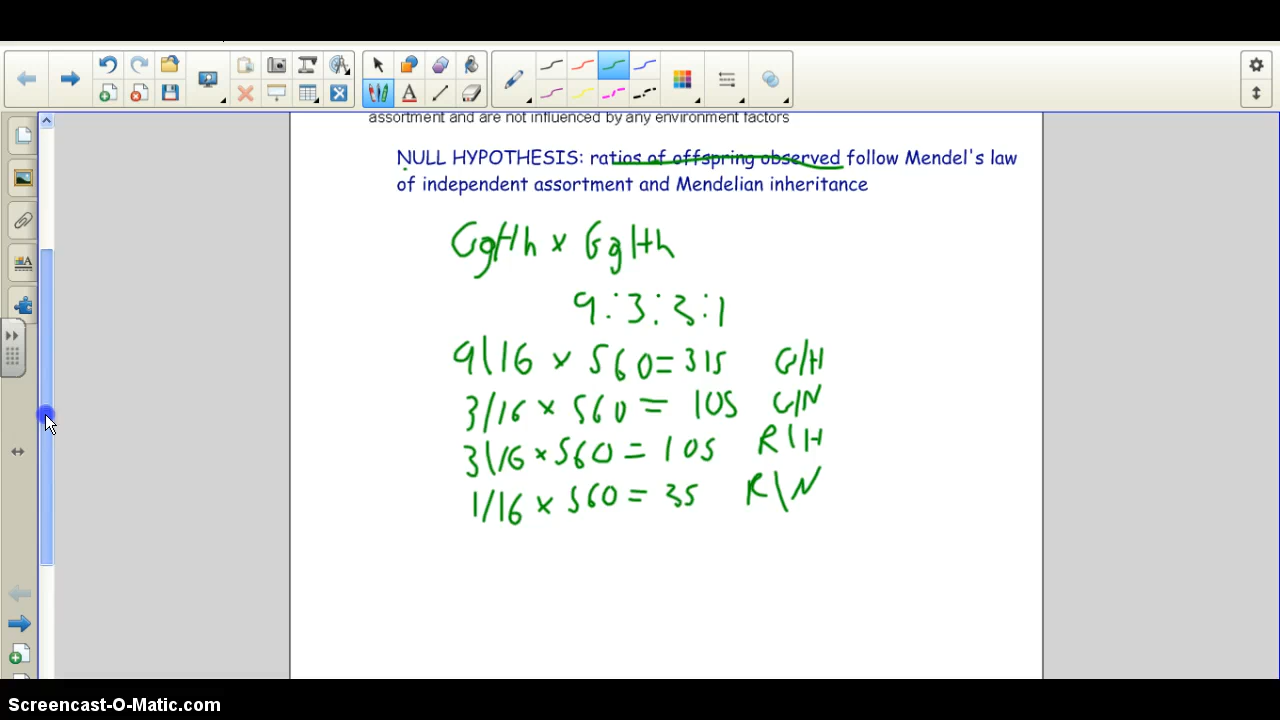 assortment and are not influenced by any environment factors
NULL HYPOTHESIS: ratios of offspring observed follow Mendel's law
of independent assortment and Mendelian inheritance
GgHh x GgHh
9:3:3:1
9/16 x 560 = 315 G/H
3/16 x 560 = 105 G/N
3/16 x 560 = 105 R/H
1/16 x 560 = 35 R/N
Screencast-O-Matic.com